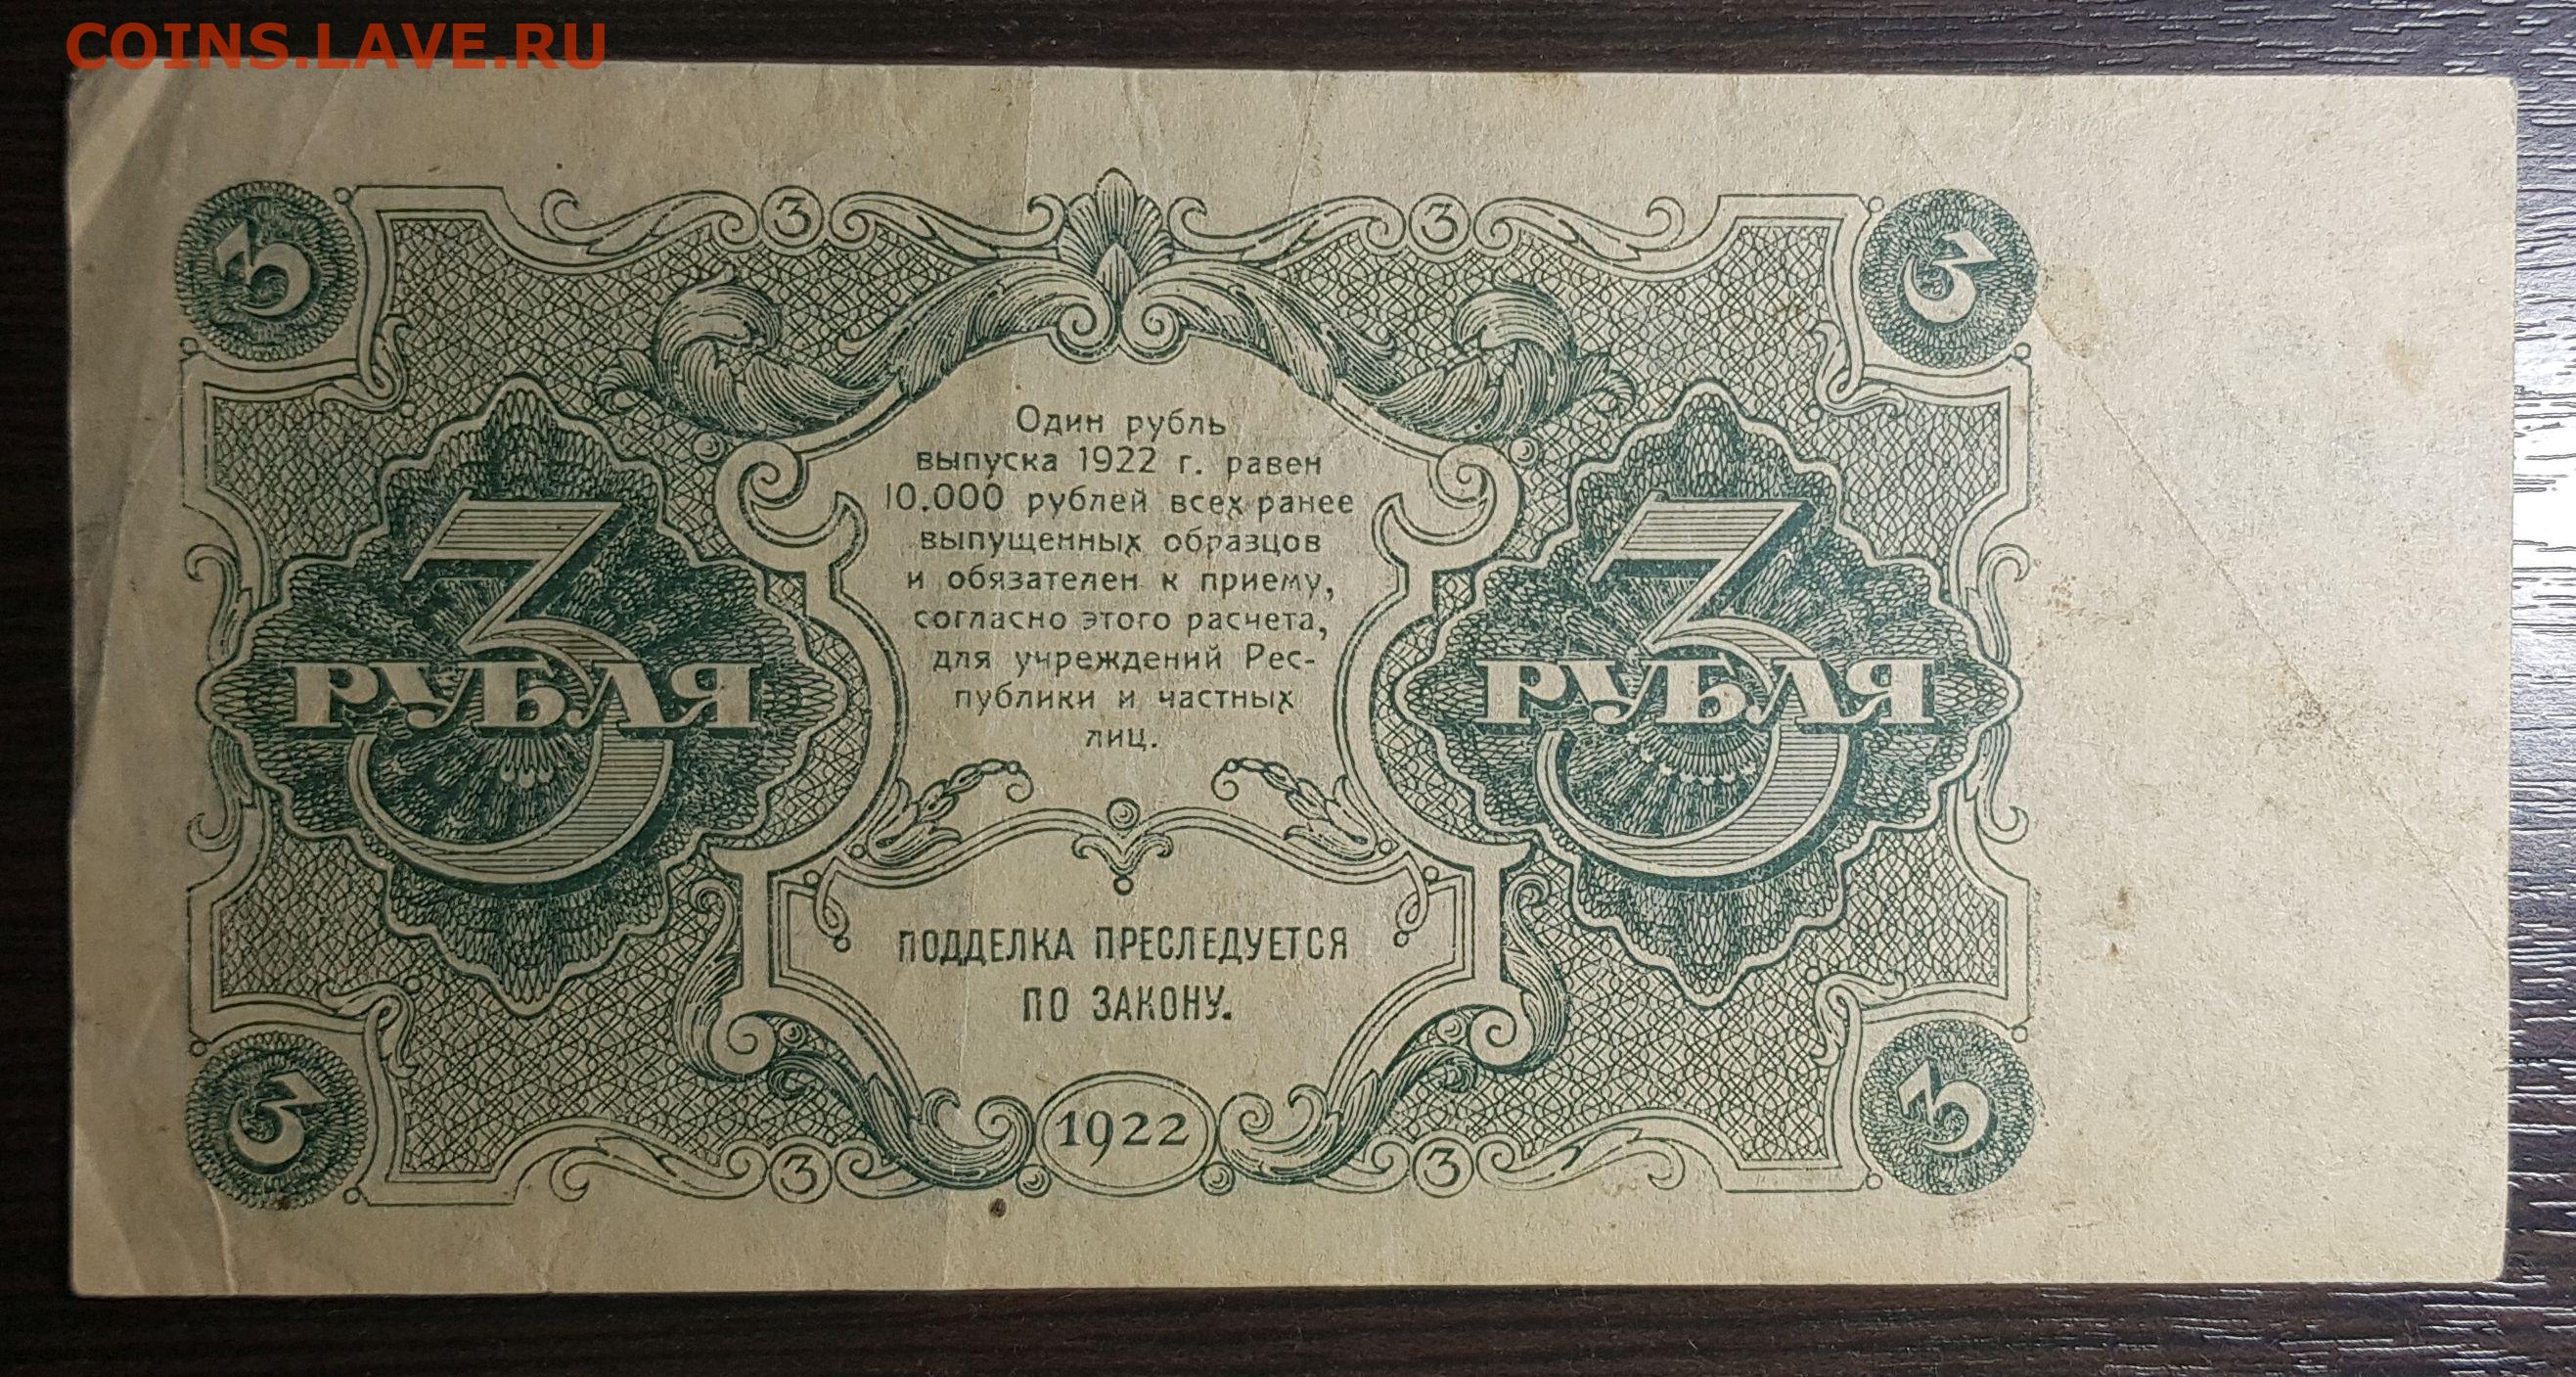 COINS.LAVE.RU
3 3 3 3
Один рубль
выпуска 1922 г. равен
10.000 рублей всех ранее
выпущенных образцов
и обязателен к приему,
согласно этого расчета,
для учреждений Рес-
публики и частных
лиц.
3 3
РУБЛЯ РУБЛЯ
ПОДДЕЛКА ПРЕСЛЕДУЕТСЯ
ПО ЗАКОНУ.
3 3 1922 3 3